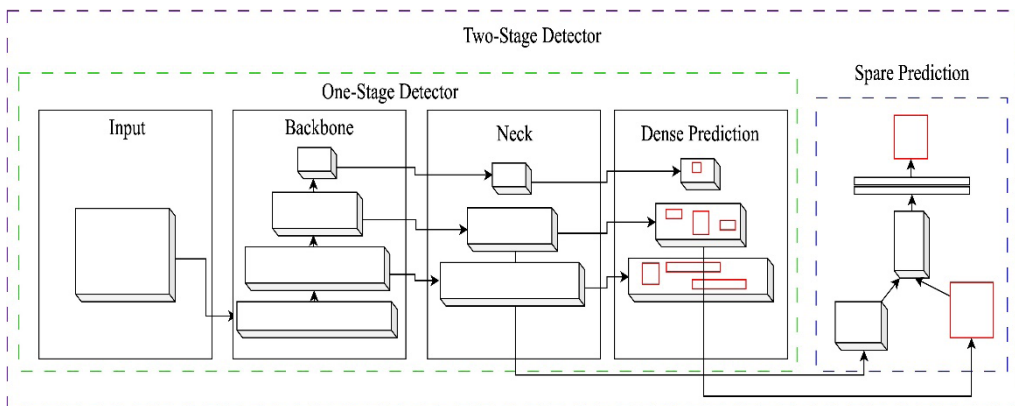 Two-Stage Detector
Spare Prediction
One-Stage Detector
Input
Backbone
Neck
Dense Prediction